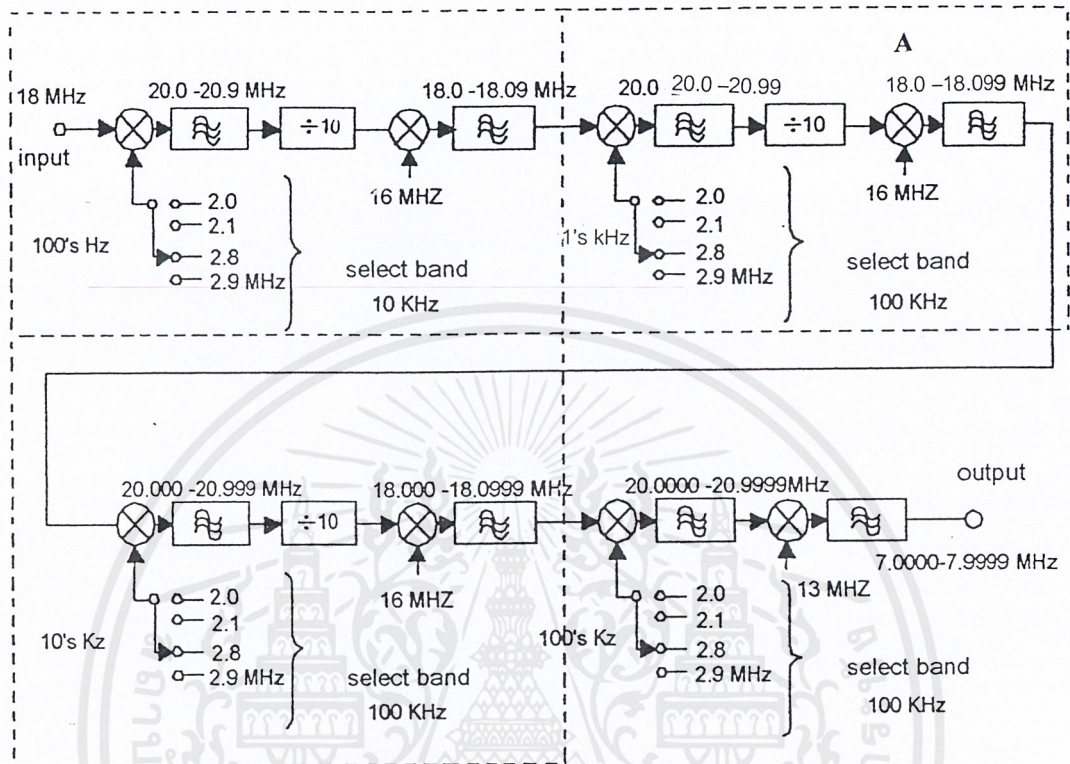 A
18 MHz
20.0 -20.9 MHz
18.0 -18.09 MHz
20.0 20.0 –20.99
18.0 –18.099 MHz
÷10
÷10
input
16 MHZ
16 MHZ
100's Hz
2.0
2.1
2.8
2.9 MHz
select band
10 KHz
1's kHz
2.0
2.1
2.8
2.9 MHz
select band
100 KHz
20.000 -20.999 MHz
18.000 -18.0999 MHz
20.0000 -20.9999MHz
output
÷10
7.0000-7.9999 MHz
16 MHZ
13 MHZ
10's Kz
2.0
2.1
2.8
2.9 MHz
select band
100 KHz
100's Kz
2.0
2.1
2.8
2.9 MHz
select band
100 KHz